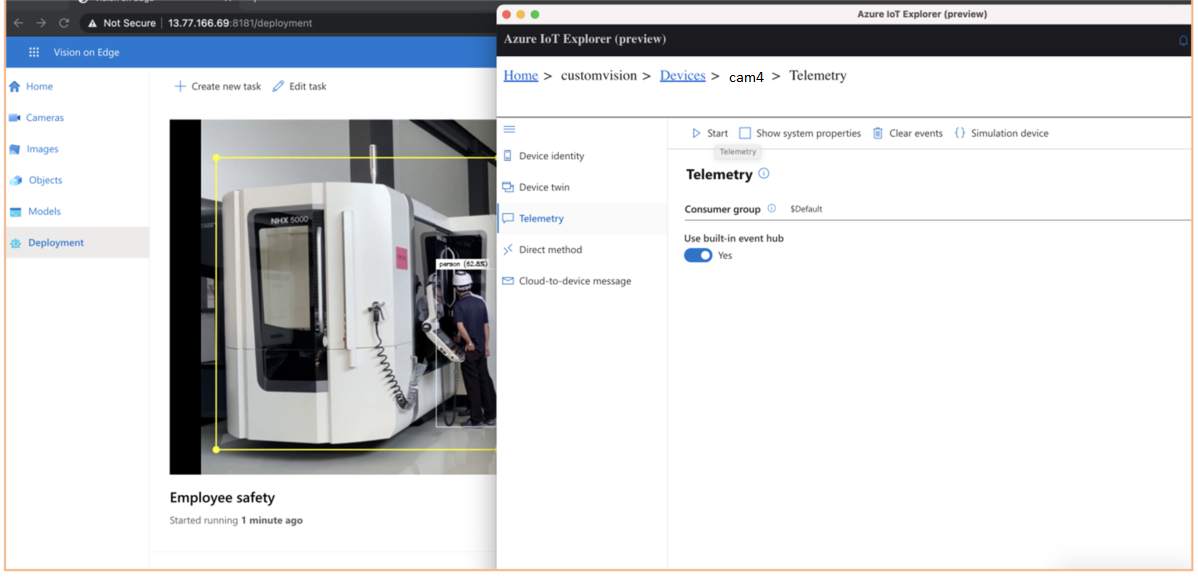 Not Secure | 13.77.166.69:8181/deployment
Vision on Edge
Home
Cameras
Images
Objects
Models
Deployment
Create new task
Edit task
NHX 5000
person (62.8%)
Employee safety
Started running 1 minute ago
Azure IoT Explorer (preview)
Azure IoT Explorer (preview)
Home > customvision > Devices > cam4 > Telemetry
Device identity
Device twin
Telemetry
Direct method
Cloud-to-device message
Start
Show system properties
Clear events
Simulation device
Telemetry
Telemetry
Consumer group
$Default
Use built-in event hub
Yes